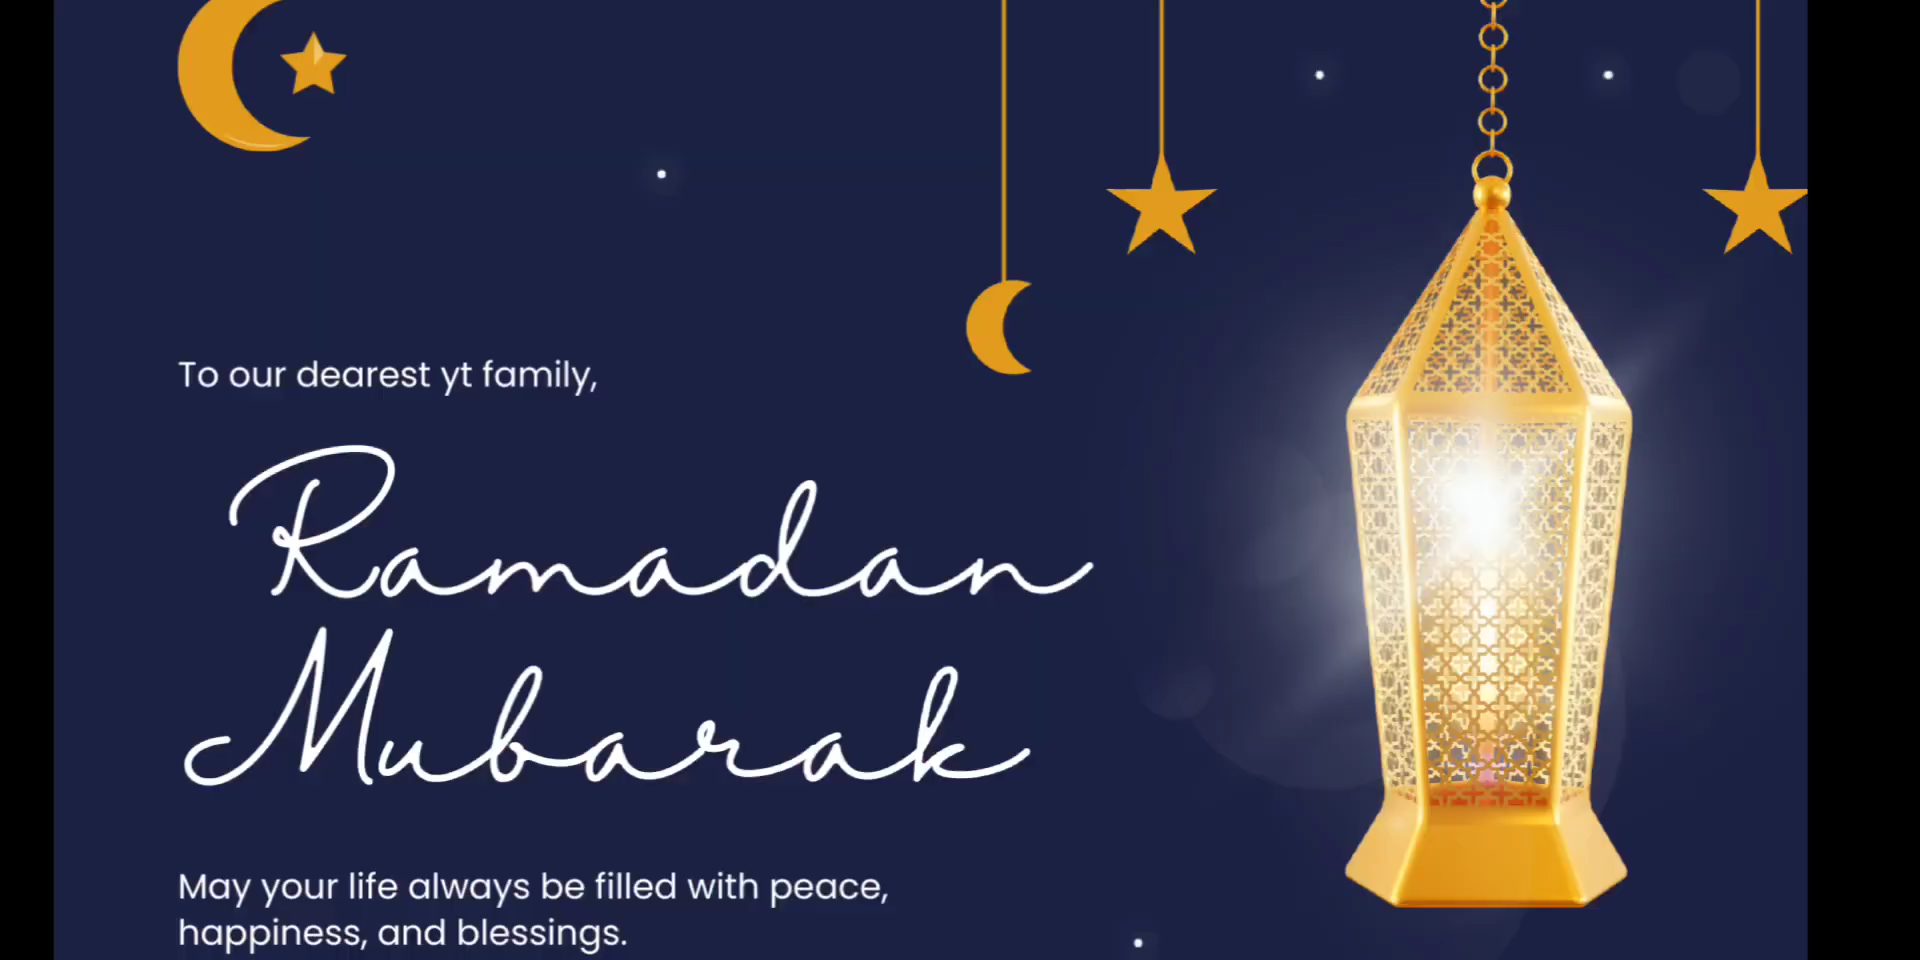 To our dearest yt family,
Ramadan
Mubarak
May your life always be filled with peace,
happiness, and blessings.